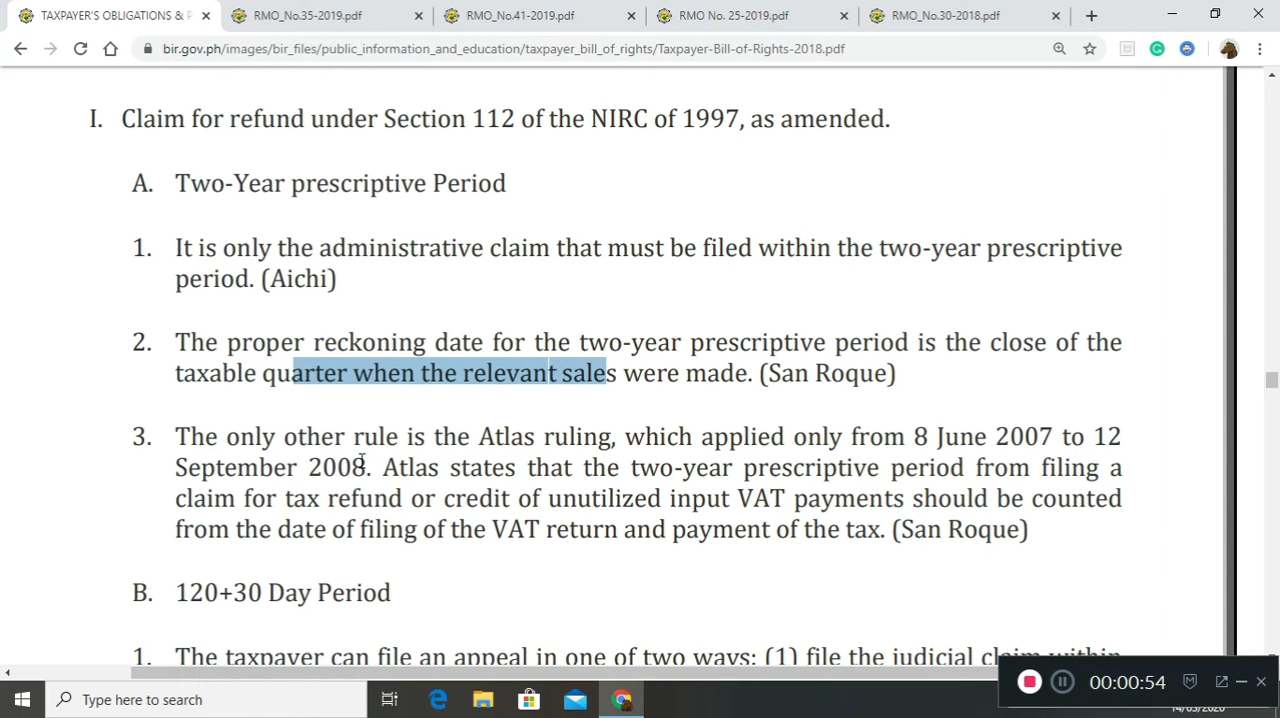 TAXPAYER'S OBLIGATIONS & P
RMO_No.35-2019.pdf
RMO_No.41-2019.pdf
RMO No. 25-2019.pdf
RMO_No.30-2018.pdf
bir.gov.ph/images/bir_files/public_information_and_education/taxpayer_bill_of_rights/Taxpayer-Bill-of-Rights-2018.pdf
I. Claim for refund under Section 112 of the NIRC of 1997, as amended.
A. Two-Year prescriptive Period
1. It is only the administrative claim that must be filed within the two-year prescriptive
period. (Aichi)
2. The proper reckoning date for the two-year prescriptive period is the close of the
taxable quarter when the relevant sales were made. (San Roque)
3. The only other rule is the Atlas ruling, which applied only from 8 June 2007 to 12
September 2008. Atlas states that the two-year prescriptive period from filing a
claim for tax refund or credit of unutilized input VAT payments should be counted
from the date of filing of the VAT return and payment of the tax. (San Roque)
B. 120+30 Day Period
1. The taxpayer can file an appeal in one of two ways: (1) file the judicial claim within
00:00:54
Type here to search
14/05/2020